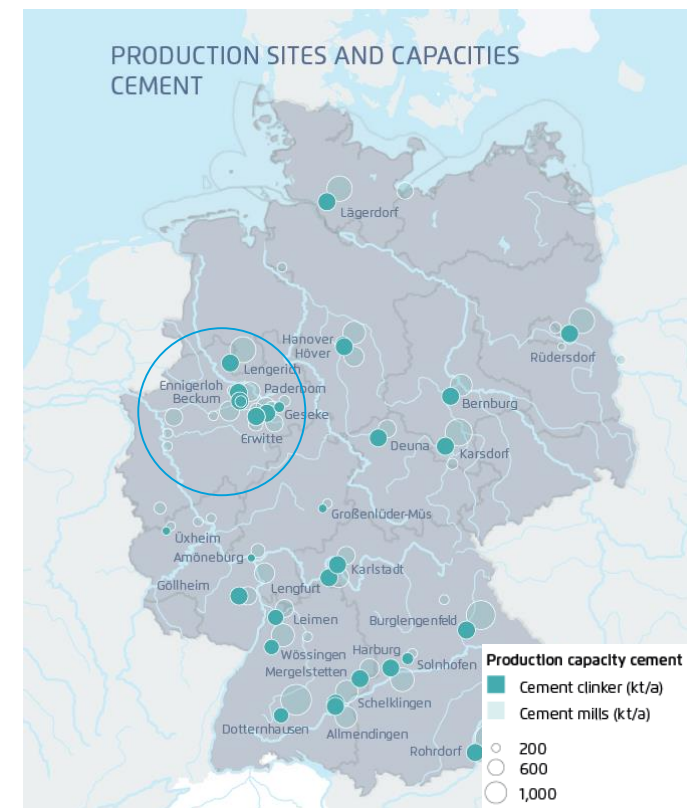 PRODUCTION SITES AND CAPACITIES
CEMENT
Lägerdorf
Hanover
Höver
Rüdersdorf
Lengerich
Ennigerloh
Paderborn
Beckum
Geseke
Erwitte
Bernburg
Deuna
Karsdorf
Großenlüder-Müs
Üxheim
Amöneburg
Karlstadt
Göllheim
Lengfurt
Leimen
Burglengenfeld
Wössingen
Harburg
Solnhofen
Mergelstetten
Schelklingen
Dotternhausen
Allmendingen
Rohrdorf
Production capacity cement
Cement clinker (kt/a)
Cement mills (kt/a)
200
600
1,000